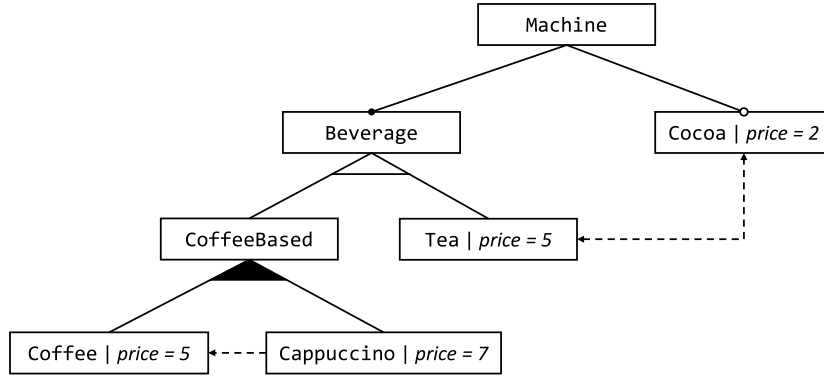 Machine
Beverage
Cocoa | price = 2
CoffeeBased
Tea | price = 5
Coffee | price = 5
Cappuccino | price = 7